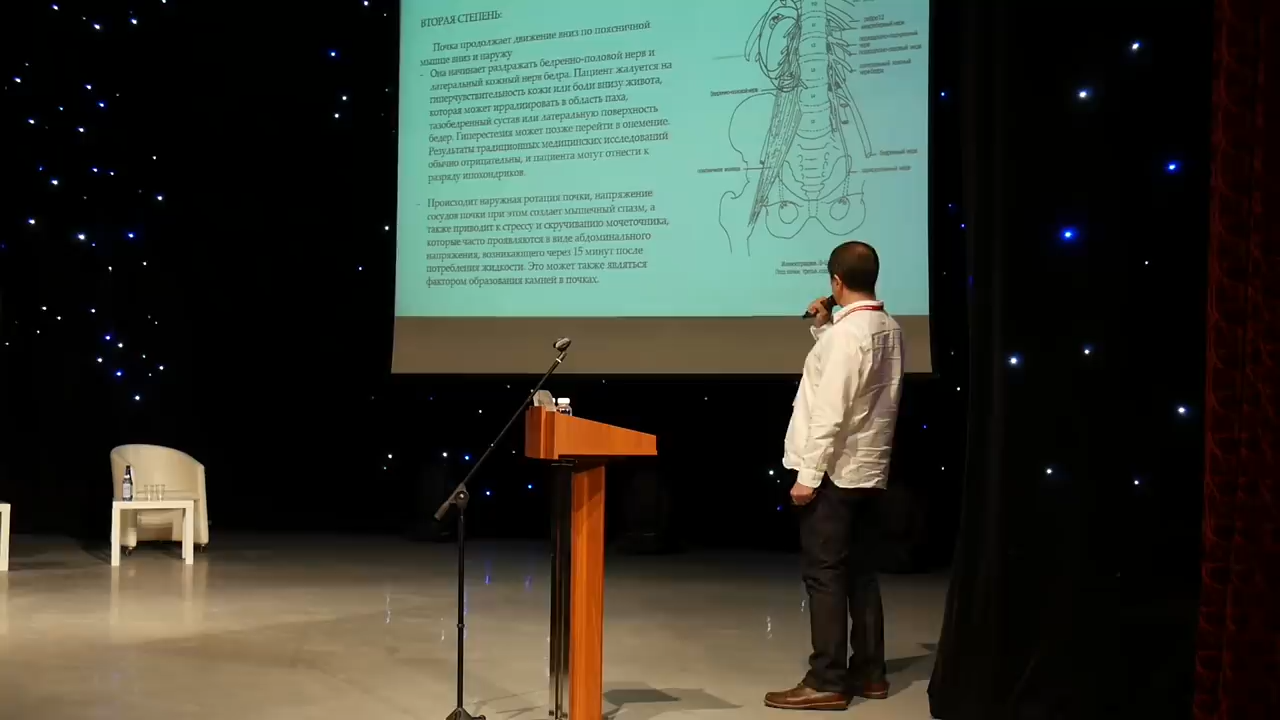 ВТОРАЯ СТЕПЕНЬ:
Почка продолжает движение вниз по поясничной
мышце вниз и наружу
- Она начинает раздражать бедренно-половой нерв и
латеральный кожный нерв бедра. Пациент жалуется на
гиперчувствительность кожи или боли внизу живота,
которая может иррадиировать в область паха,
тазобедренный сустав или латеральную поверхность
бедер. Гиперестезия может позже перейти в онемение.
Результаты традиционных медицинских исследований
обычно отрицательны, и пациента могут отнести к
разряду ипохондриков.
- Происходит наружная ротация почки, напряжение
сосудов почки при этом создает мышечный спазм, а
также приводит к стрессу и скручиванию мочеточника,
которые часто проявляются в виде абдоминального
напряжения, возникающего через 15 минут после
потребления жидкости. Это может также являться
фактором образования камней в почках.